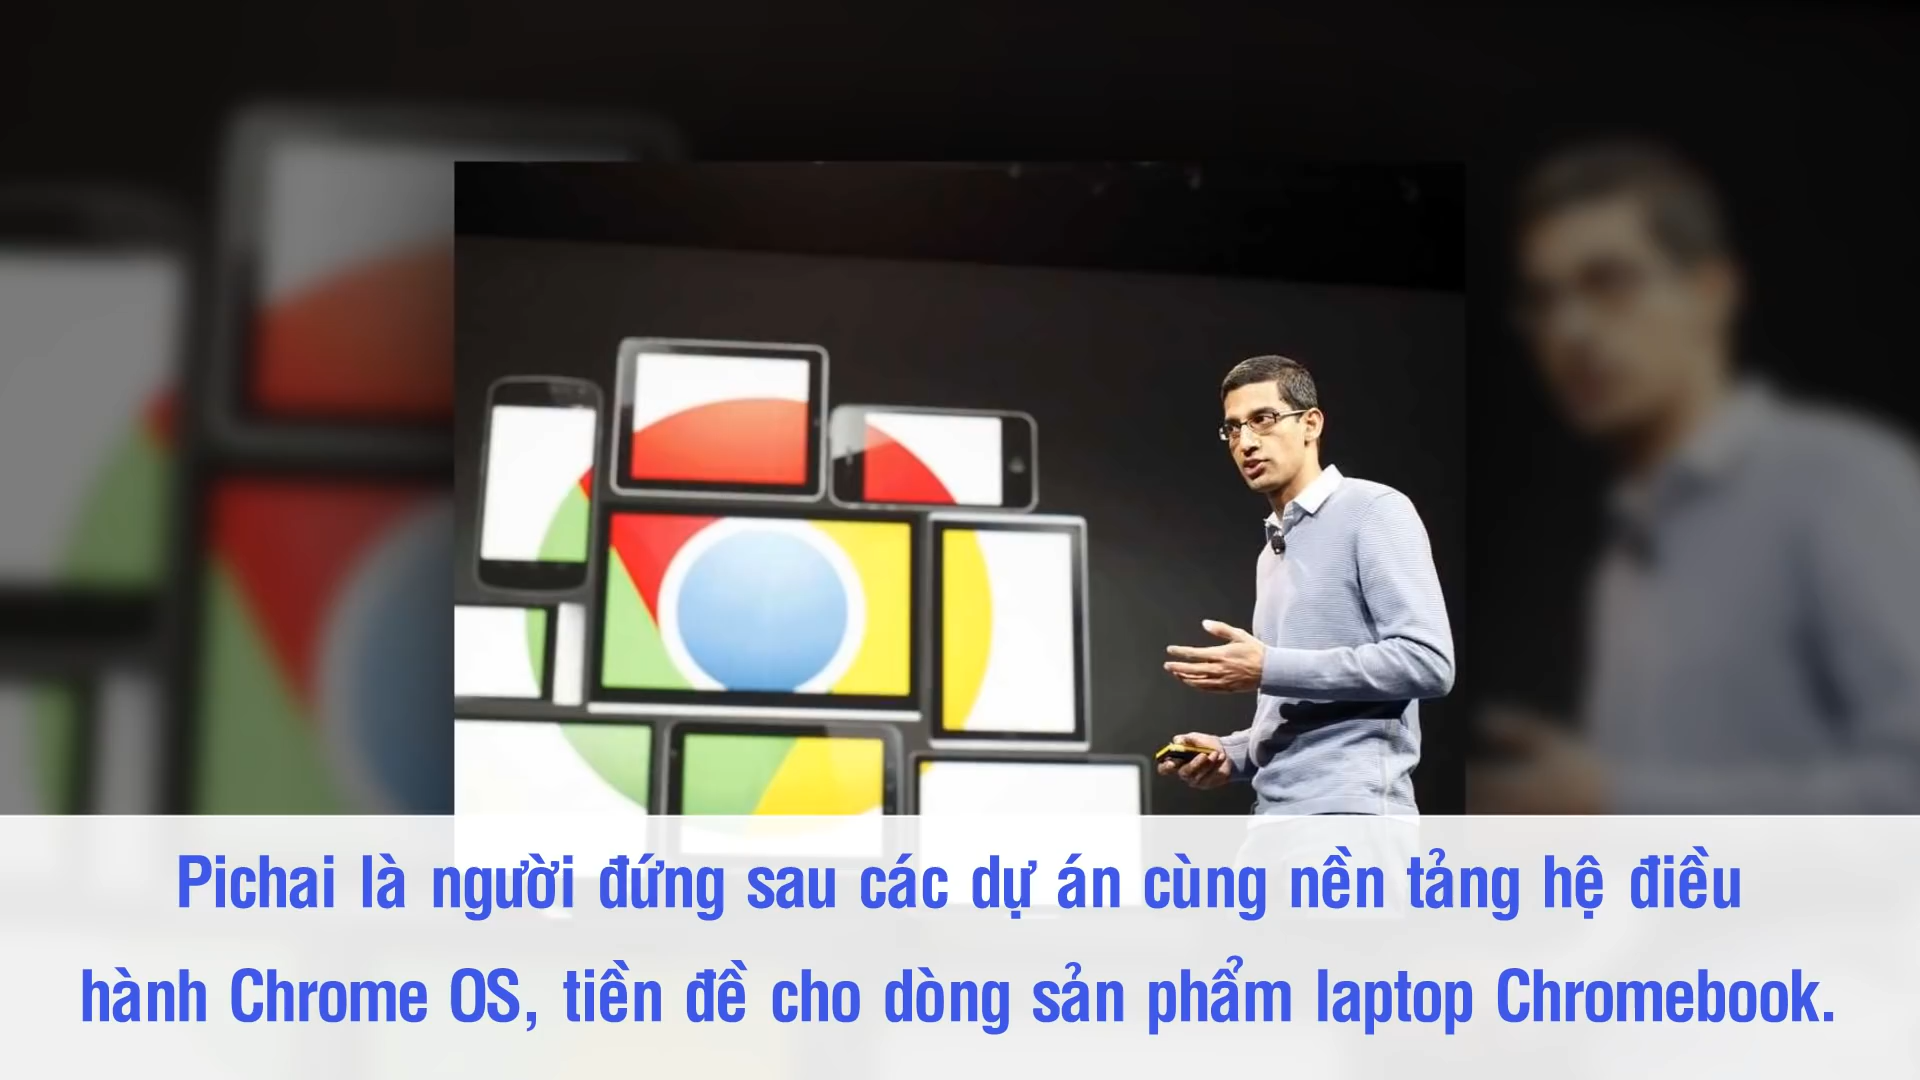 Pichai là người đứng sau các dự án cùng nền tảng hệ điều
hành Chrome OS, tiền đề cho dòng sản phẩm laptop Chromebook.